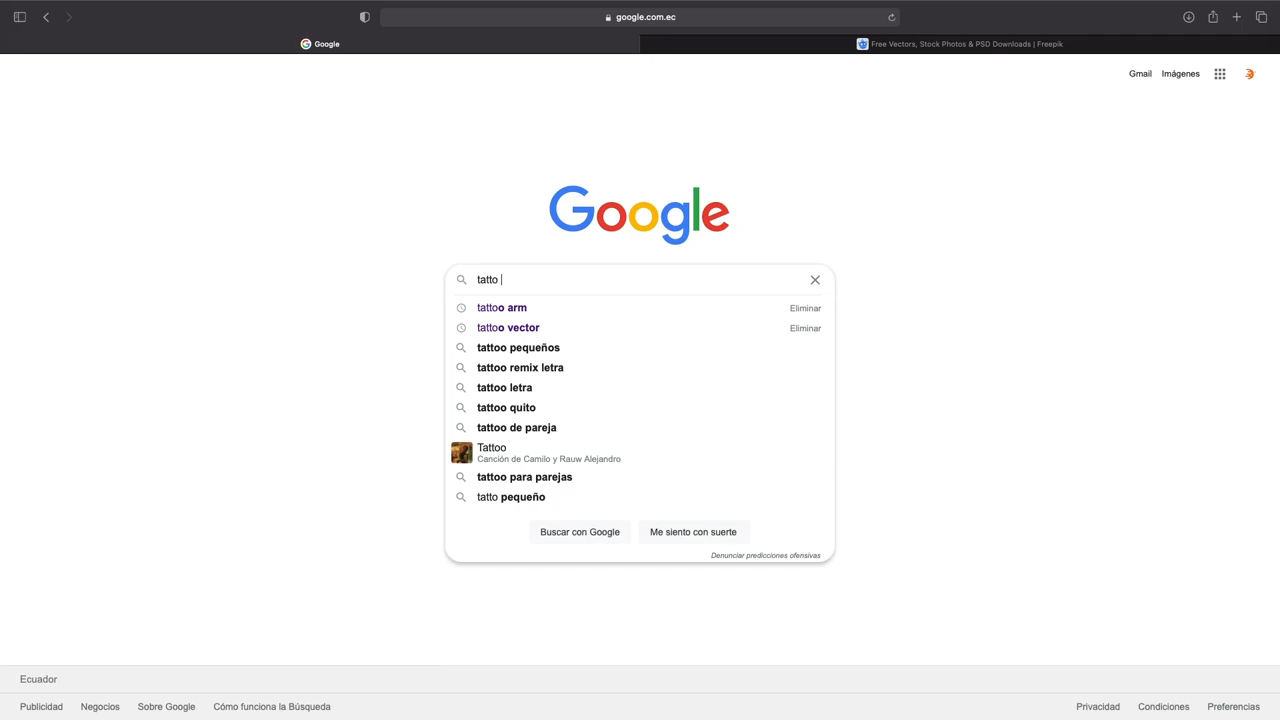 google.com.ec
Google
Free Vectors, Stock Photos & PSD Downloads | Freepik
Gmail Imágenes
Google
tatto
tattoo arm Eliminar
tattoo vector Eliminar
tattoo pequeños
tattoo remix letra
tattoo letra
tattoo quito
tattoo de pareja
Tattoo
Canción de Camilo y Rauw Alejandro
tattoo para parejas
tatto pequeño
Buscar con Google Me siento con suerte
Denunciar predicciones ofensivas
Ecuador
Publicidad Negocios Sobre Google Cómo funciona la Búsqueda Privacidad Condiciones Preferencias